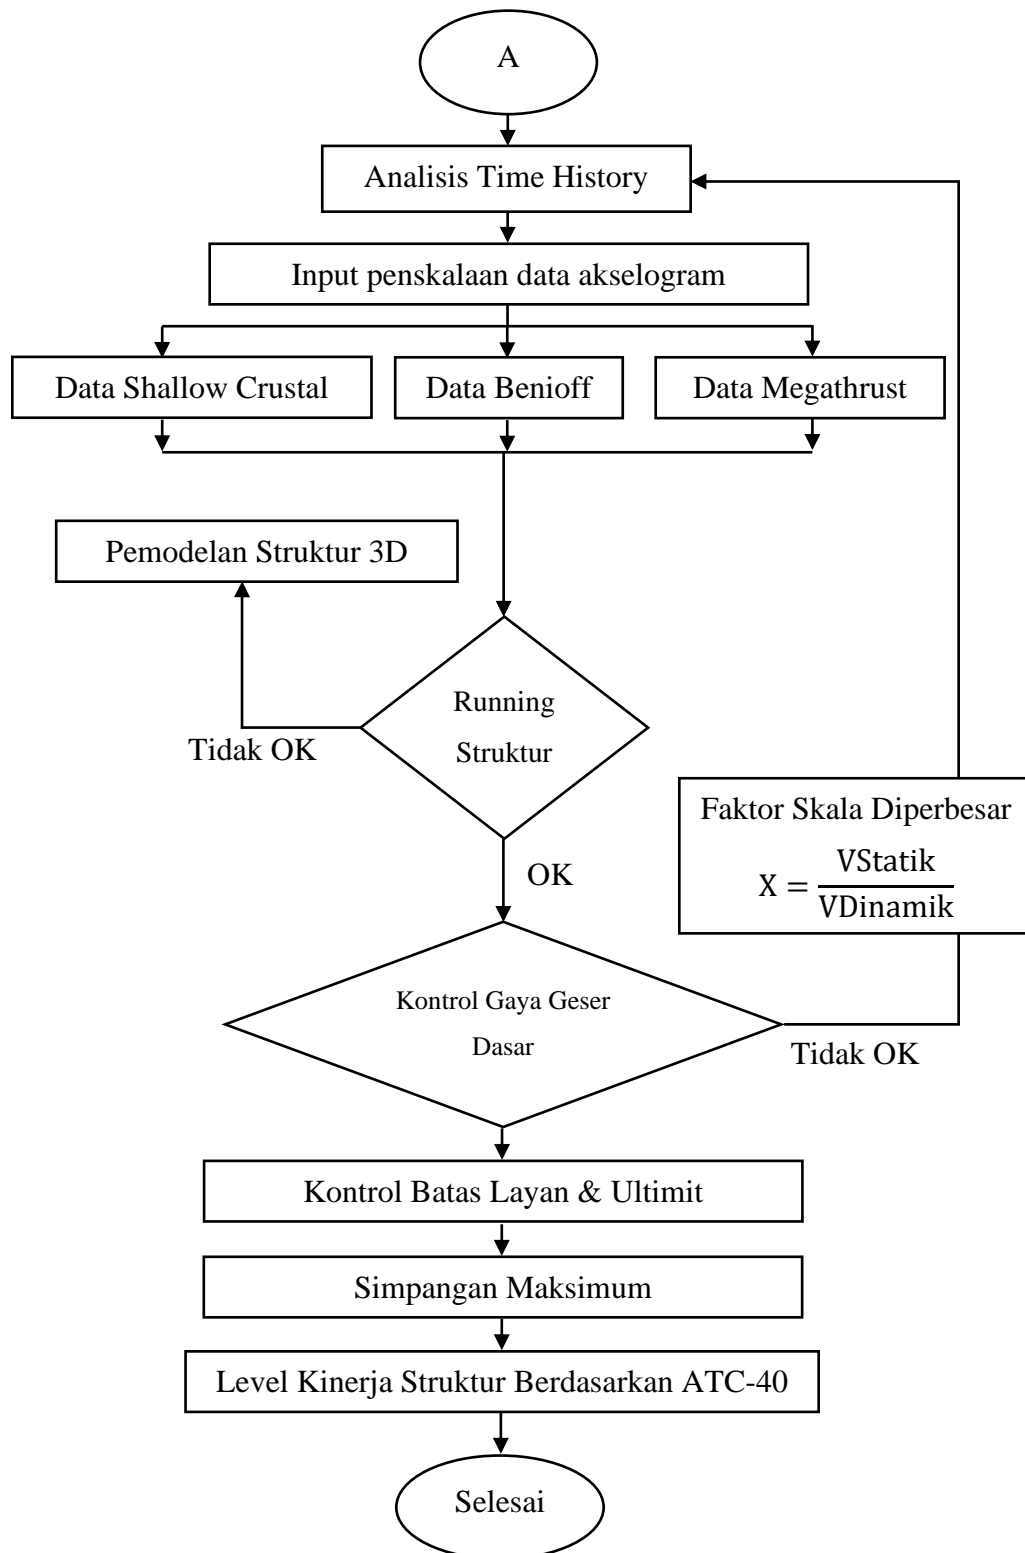 A
Analisis Time History
Input penskalaan data akselogram
Data Shallow Crustal
Data Benioff
Data Megathrust
Pemodelan Struktur 3D
Running
Struktur
Tidak OK
Faktor Skala Diperbesar
X = VStatik / VDinamik
OK
Kontrol Gaya Geser
Dasar
Tidak OK
Kontrol Batas Layan & Ultimit
Simpangan Maksimum
Level Kinerja Struktur Berdasarkan ATC-40
Selesai